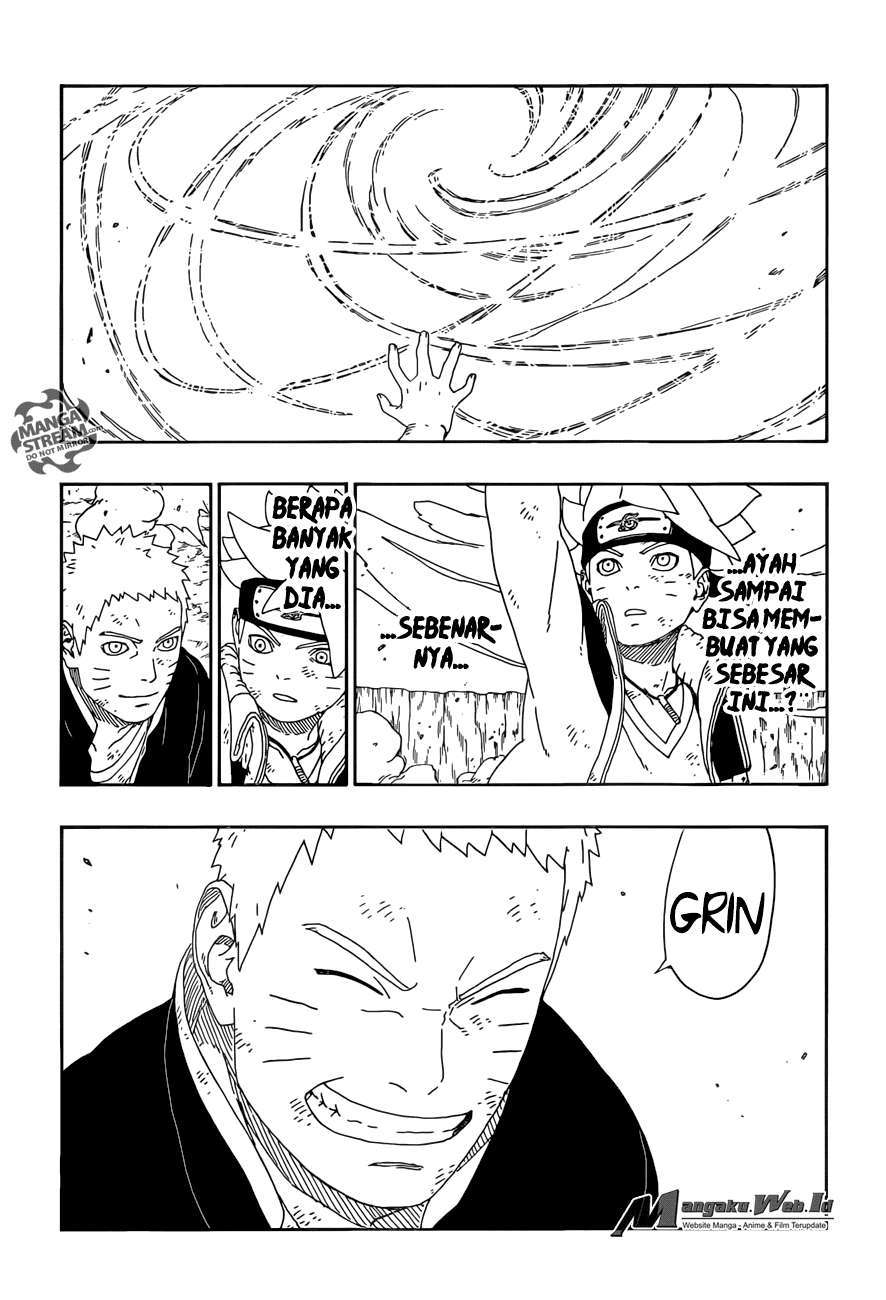 MANGA
STREAM.com
DO NOT MIRROR
...AYAH
SAMPAI
BISA MEM-
BUAT YANG
SEBESAR
INI...?
...SEBENAR-
NYA...
BERAPA
BANYAK
YANG
DIA...
GRIN
Mangaku.Web.Id
Website Manga - Anime & Film Terupdate]